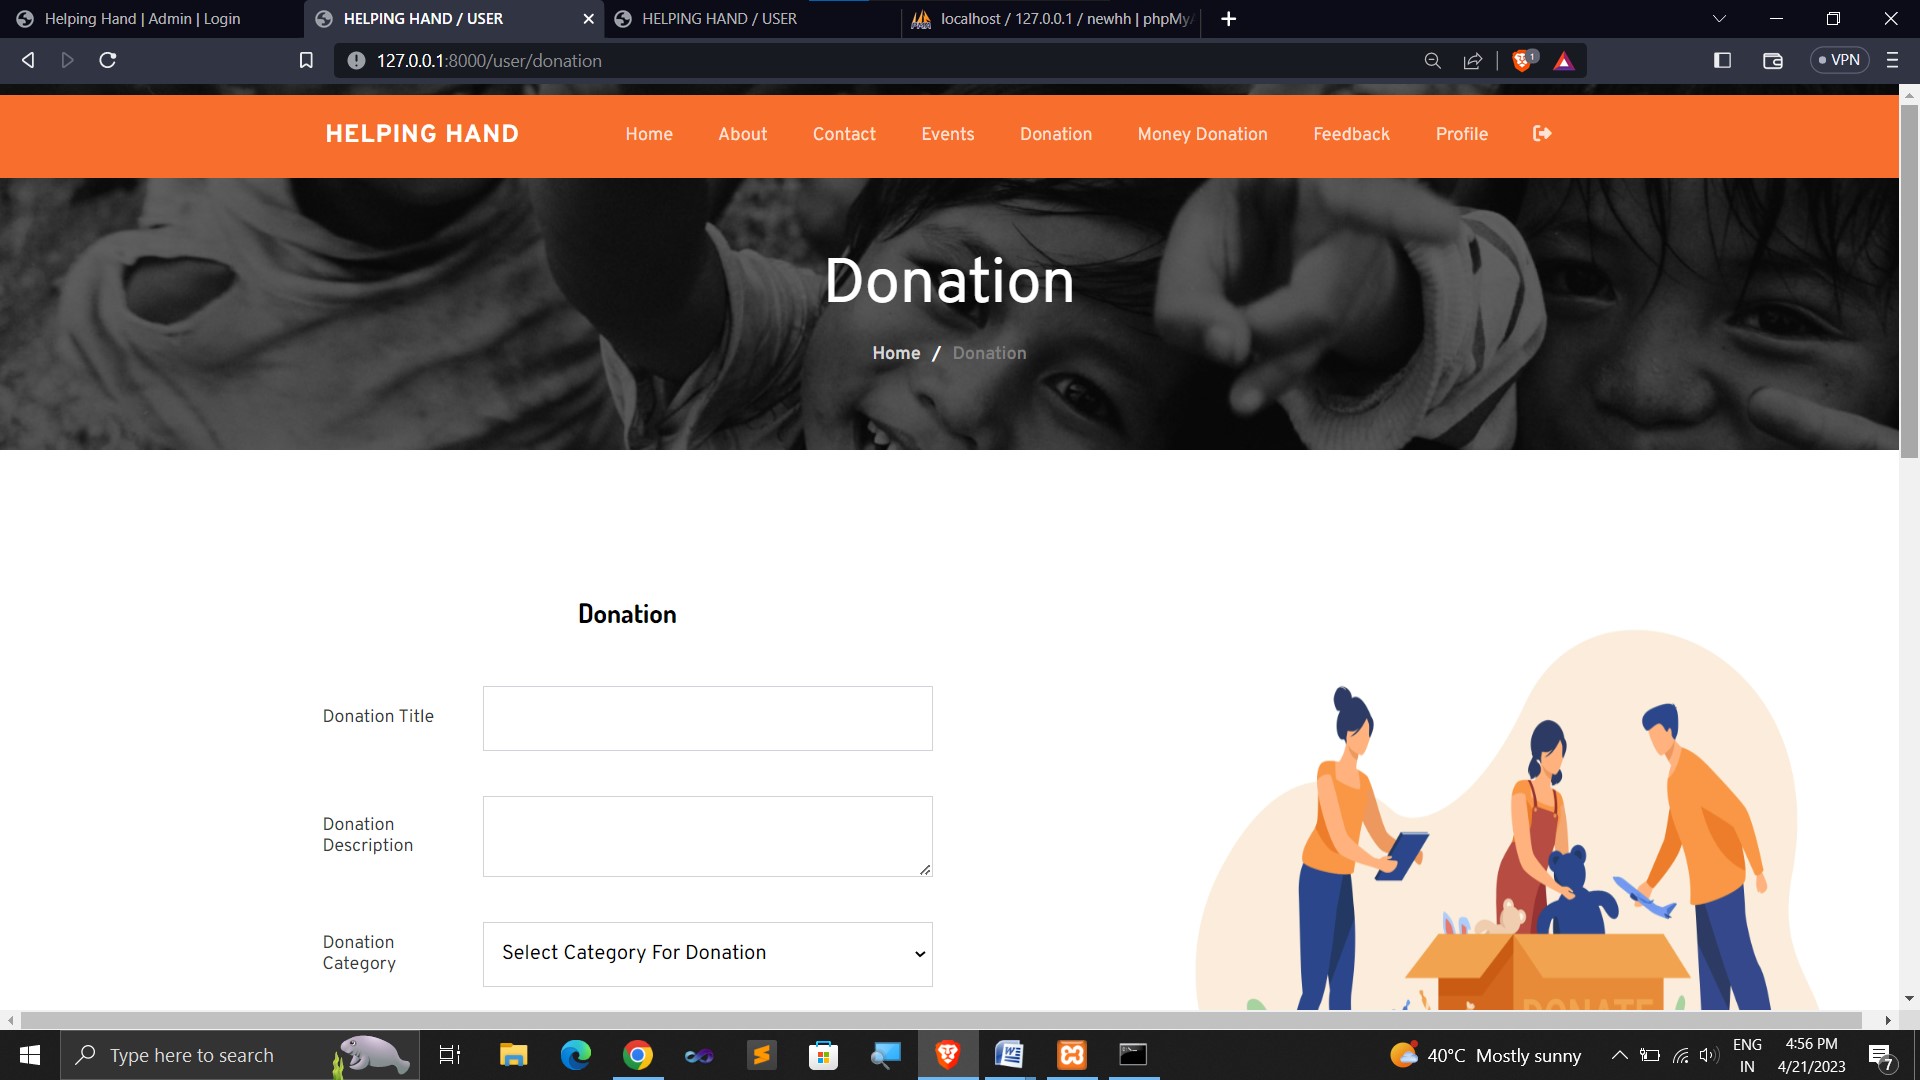 Helping Hand | Admin | Login
HELPING HAND / USER
HELPING HAND / USER
localhost / 127.0.0.1 / newhh | phpMyA
127.0.0.1:8000/user/donation
1
VPN
HELPING HAND
Home
About
Contact
Events
Donation
Money Donation
Feedback
Profile
Donation
Home / Donation
Donation
Donation Title
Donation
Description
Donation
Category
Select Category For Donation
DONATE
Type here to search
40°C Mostly sunny
ENG
IN
4:56 PM
4/21/2023
7